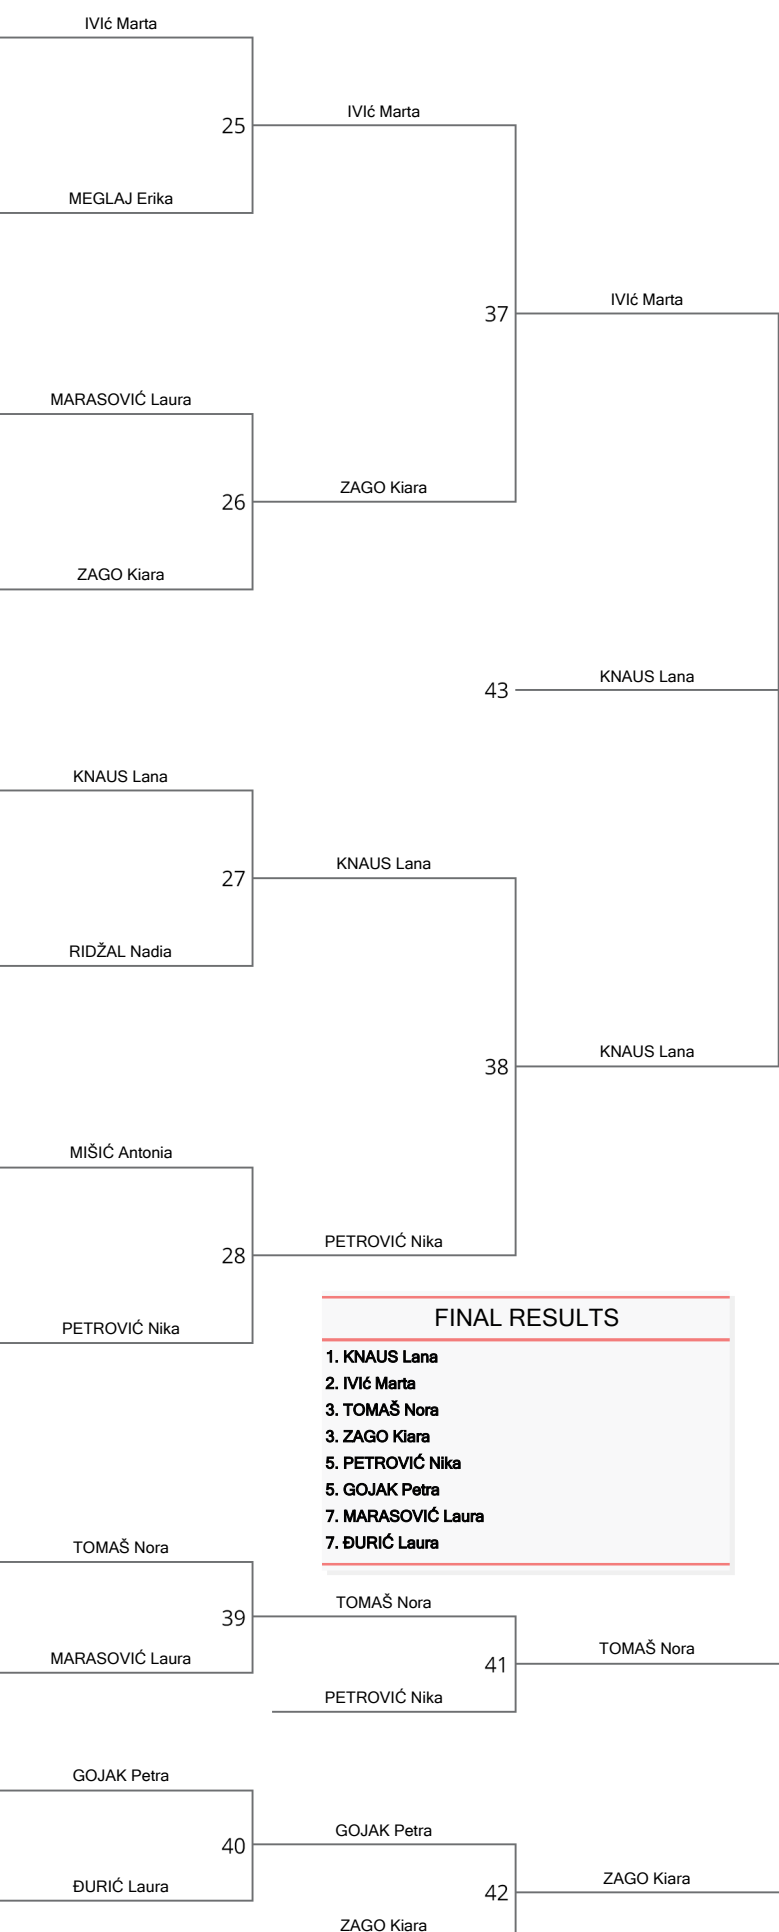 IVIć Marta
25
IVIć Marta
MEGLAJ Erika
37
IVIć Marta
MARASOVIĆ Laura
26
ZAGO Kiara
ZAGO Kiara
43
KNAUS Lana
KNAUS Lana
27
KNAUS Lana
RIDŽAL Nadia
38
KNAUS Lana
MIŠIĆ Antonia
28
PETROVIĆ Nika
PETROVIĆ Nika
FINAL RESULTS
1. KNAUS Lana
2. IVIć Marta
3. TOMAŠ Nora
3. ZAGO Kiara
5. PETROVIĆ Nika
5. GOJAK Petra
7. MARASOVIĆ Laura
7. ĐURIĆ Laura
TOMAŠ Nora
39
TOMAŠ Nora
MARASOVIĆ Laura
41
TOMAŠ Nora
PETROVIĆ Nika
GOJAK Petra
40
GOJAK Petra
ĐURIĆ Laura
42
ZAGO Kiara
ZAGO Kiara